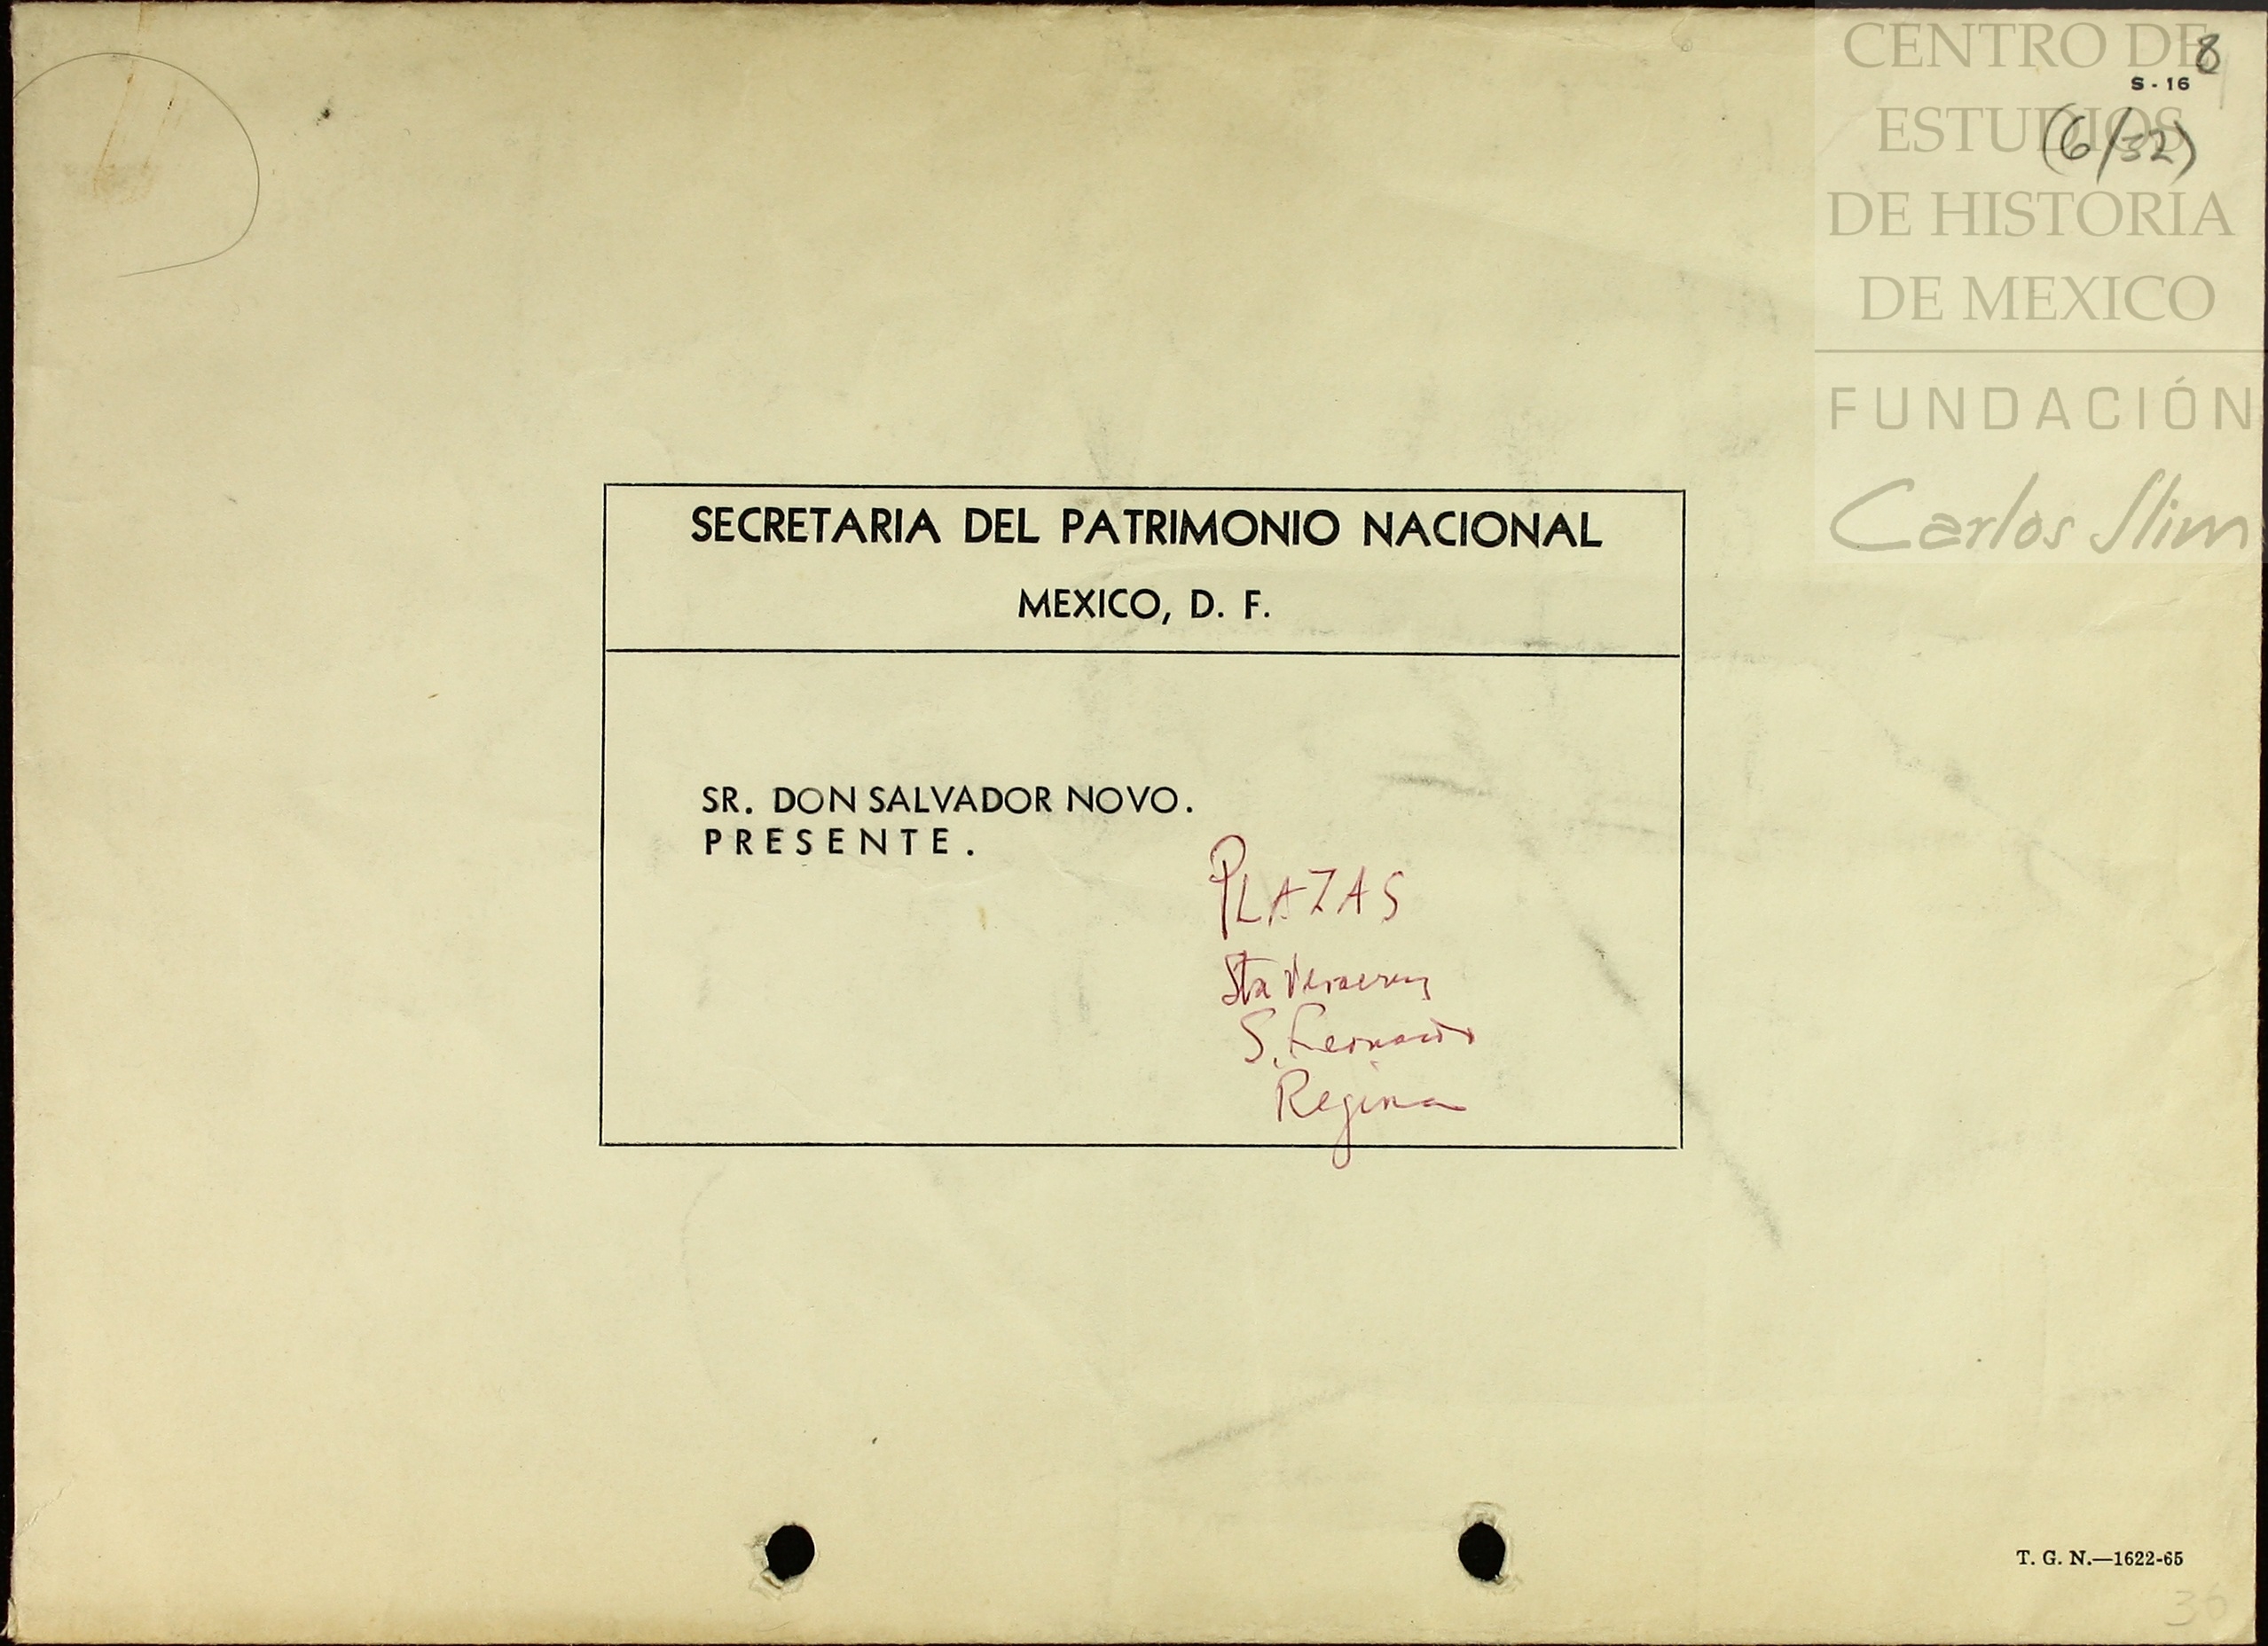 CENTRO DE
ESTUDIOS
DE HISTORIA
DE MEXICO
FUNDACIÓN
Carlos Slim
8
S - 16
(6/32)
SECRETARIA DEL PATRIMONIO NACIONAL
MEXICO, D. F.
SR. DON SALVADOR NOVO.
PRESENTE.
PLAZAS
Sta Veracruz
S. Fernando
Regina
T. G. N.—1622-65
36